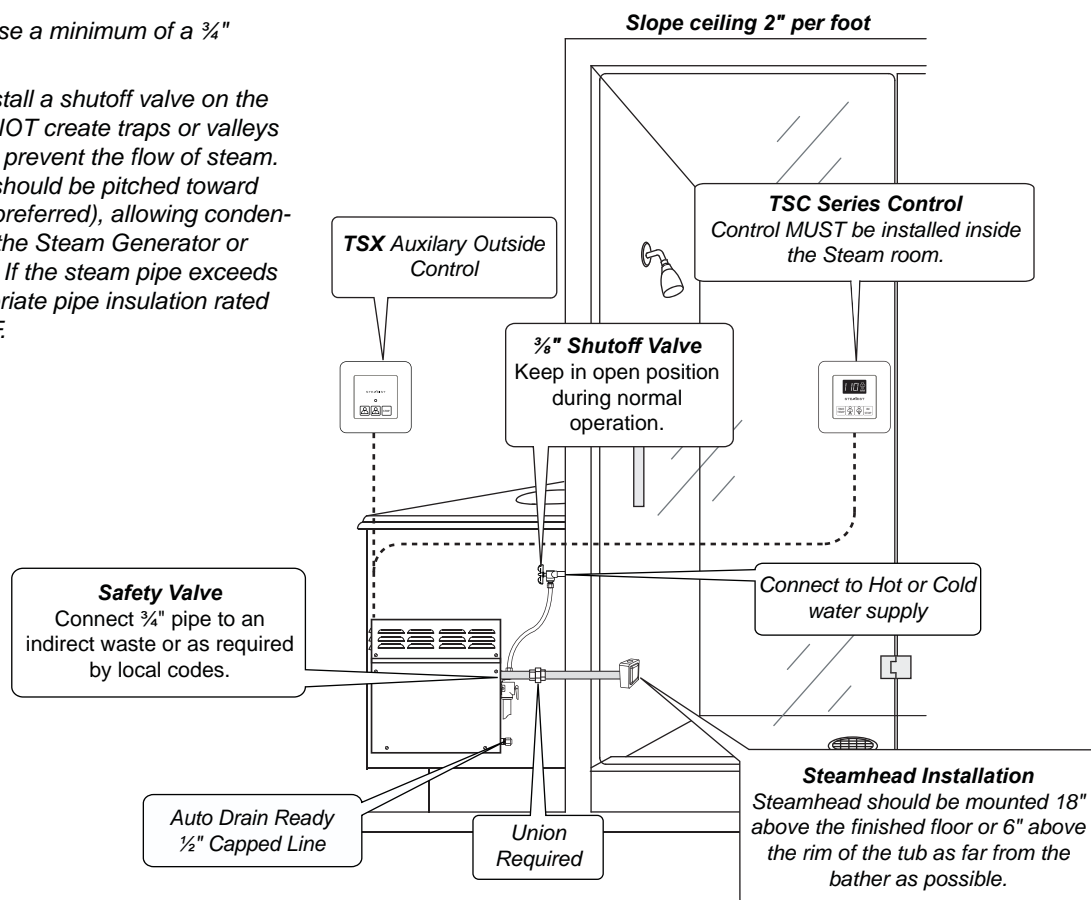 Slope ceiling 2" per foot
se a minimum of a ¾"
stall a shutoff valve on the
NOT create traps or valleys
prevent the flow of steam.
should be pitched toward
preferred), allowing conden-
the Steam Generator or
If the steam pipe exceeds
riate pipe insulation rated
F.
TSX Auxilary Outside
Control
TSC Series Control
Control MUST be installed inside
the Steam room.
⅜" Shutoff Valve
Keep in open position
during normal
operation.
110
Safety Valve
Connect ¾" pipe to an
indirect waste or as required
by local codes.
Connect to Hot or Cold
water supply
Auto Drain Ready
½" Capped Line
Union
Required
Steamhead Installation
Steamhead should be mounted 18"
above the finished floor or 6" above
the rim of the tub as far from the
bather as possible.